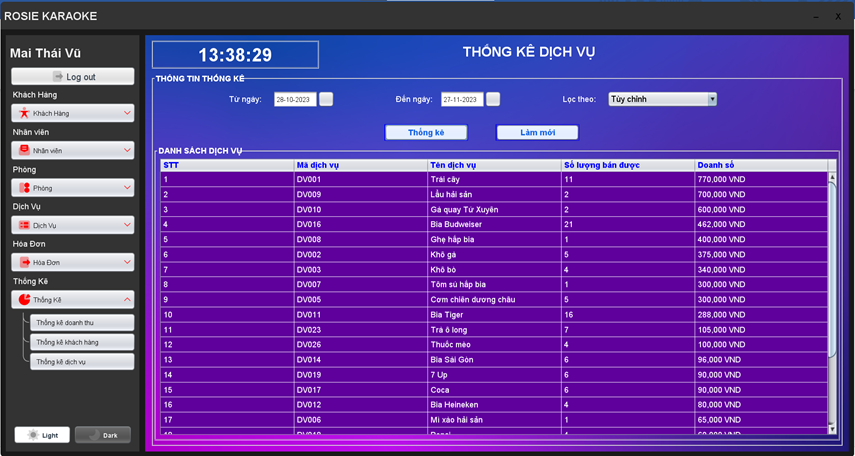 ROSIE KARAOKE
Mai Thái Vũ
Log out
Khách Hàng
Khách Hàng
Nhân viên
Nhân viên
Phòng
Phòng
Dịch Vụ
Dịch Vụ
Hóa Đơn
Hóa Đơn
Thống Kê
Thống Kê
Thống kê doanh thu
Thống kê khách hàng
Thống kê dịch vụ
Light Dark
13:38:29
THỐNG KÊ DỊCH VỤ
THÔNG TIN THỐNG KÊ
Từ ngày: 28-10-2023 Đến ngày: 27-11-2023 Lọc theo: Tùy chỉnh
Thống kê Làm mới
DANH SÁCH DỊCH VỤ
STT Mã dịch vụ Tên dịch vụ Số lượng bán được Doanh số
1 DV001 Trái cây 11 770,000 VND
2 DV009 Lẩu hải sản 2 700,000 VND
3 DV010 Gà quay Tứ Xuyên 2 600,000 VND
4 DV016 Bia Budweiser 21 462,000 VND
5 DV008 Ghẹ hấp bia 1 400,000 VND
6 DV002 Khô gà 5 375,000 VND
7 DV003 Khô bò 4 340,000 VND
8 DV007 Tôm sú hấp bia 1 300,000 VND
9 DV005 Cơm chiên dương châu 5 300,000 VND
10 DV011 Bia Tiger 16 288,000 VND
11 DV023 Trà ô long 7 105,000 VND
12 DV026 Thuốc mèo 4 100,000 VND
13 DV014 Bia Sài Gòn 6 96,000 VND
14 DV019 7 Up 6 90,000 VND
15 DV017 Coca 6 90,000 VND
16 DV012 Bia Heineken 4 80,000 VND
17 DV006 Mì xào hải sản 1 65,000 VND